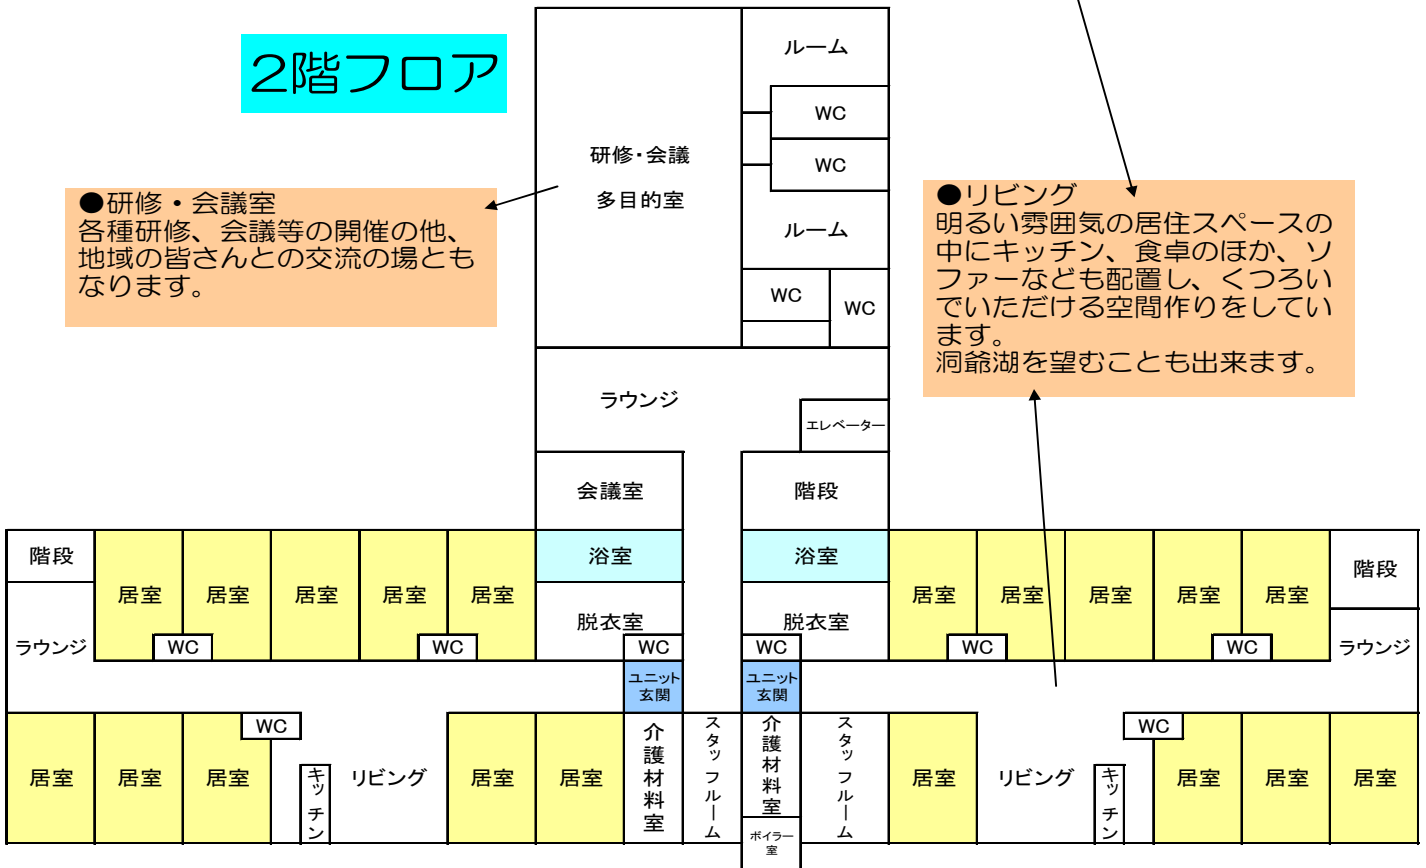 2階フロア
ルーム
WC
WC
研修・会議
多目的室
ルーム
WC
WC
●研修・会議室
各種研修、会議等の開催の他、
地域の皆さんとの交流の場とも
なります。
●リビング
明るい雰囲気の居住スペースの
中にキッチン、食卓のほか、ソ
ファーなども配置し、くつろい
でいただける空間作りをしてい
ます。
洞爺湖を望むことも出来ます。
ラウンジ
エレベーター
会議室
階段
階段
居室
居室
居室
居室
居室
浴室
浴室
居室
居室
居室
居室
居室
階段
ラウンジ
WC
WC
脱衣室
WC
脱衣室
WC
WC
WC
ラウンジ
ユニット
玄関
ユニット
玄関
居室
居室
居室
WC
キッチン
リビング
居室
居室
介護材料室
スタッフルーム
介護材料室
ボイラー
室
スタッフルーム
居室
リビング
キッチン
WC
居室
居室
居室